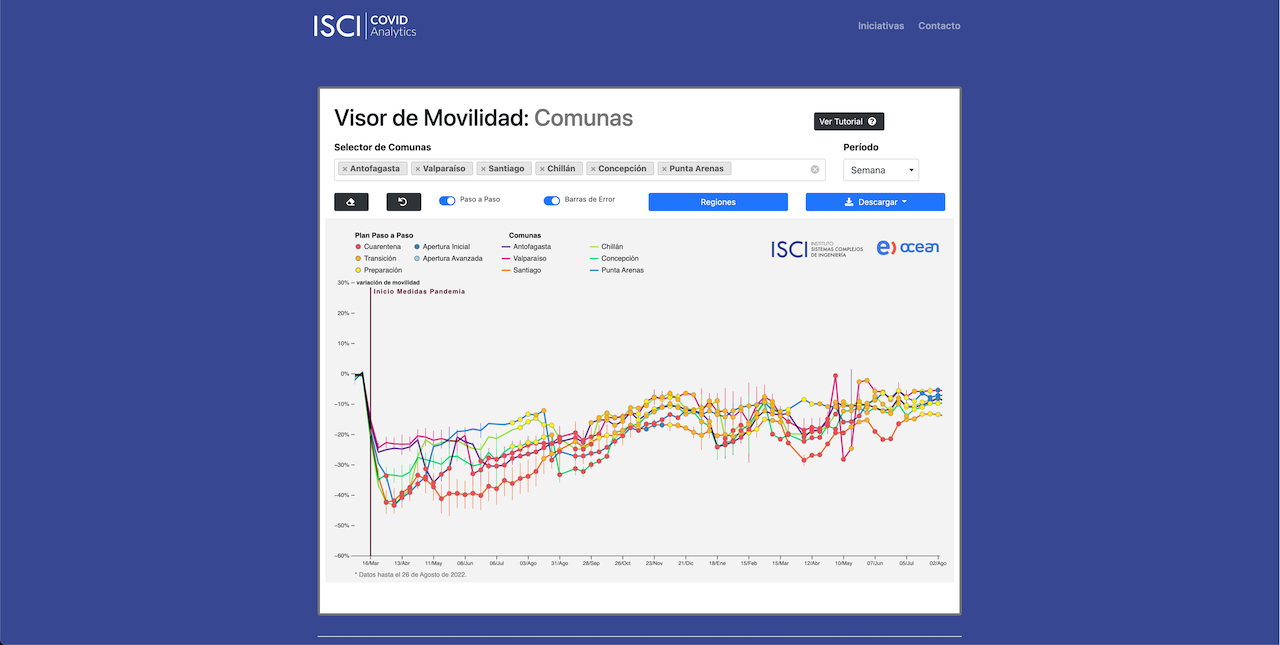 ISCI COVID Analytics
Iniciativas Contacto
Visor de Movilidad: Comunas
Ver Tutorial
Selector de Comunas
Período
× Antofagasta × Valparaíso × Santiago × Chillán × Concepción × Punta Arenas
Semana
Paso a Paso
Barras de Error
Regiones
Descargar
Plan Paso a Paso
Cuarentena Apertura Inicial
Transición Apertura Avanzada
Preparación
Comunas
Antofagasta Chillán
Valparaíso Concepción
Santiago Punta Arenas
ISCI INSTITUTO SISTEMAS COMPLEJOS DE INGENIERÍA
e) ocean
30% variación de movilidad
Inicio Medidas Pandemia
20%
10%
0%
-10%
-20%
-30%
-40%
-50%
-60%
16/Mar 13/Abr 11/May 08/Jun 06/Jul 03/Ago 31/Ago 28/Sep 26/Oct 23/Nov 21/Dic 18/Ene 15/Feb 15/Mar 12/Abr 10/May 07/Jun 05/Jul 02/Ago
* Datos hasta el 26 de Agosto de 2022.